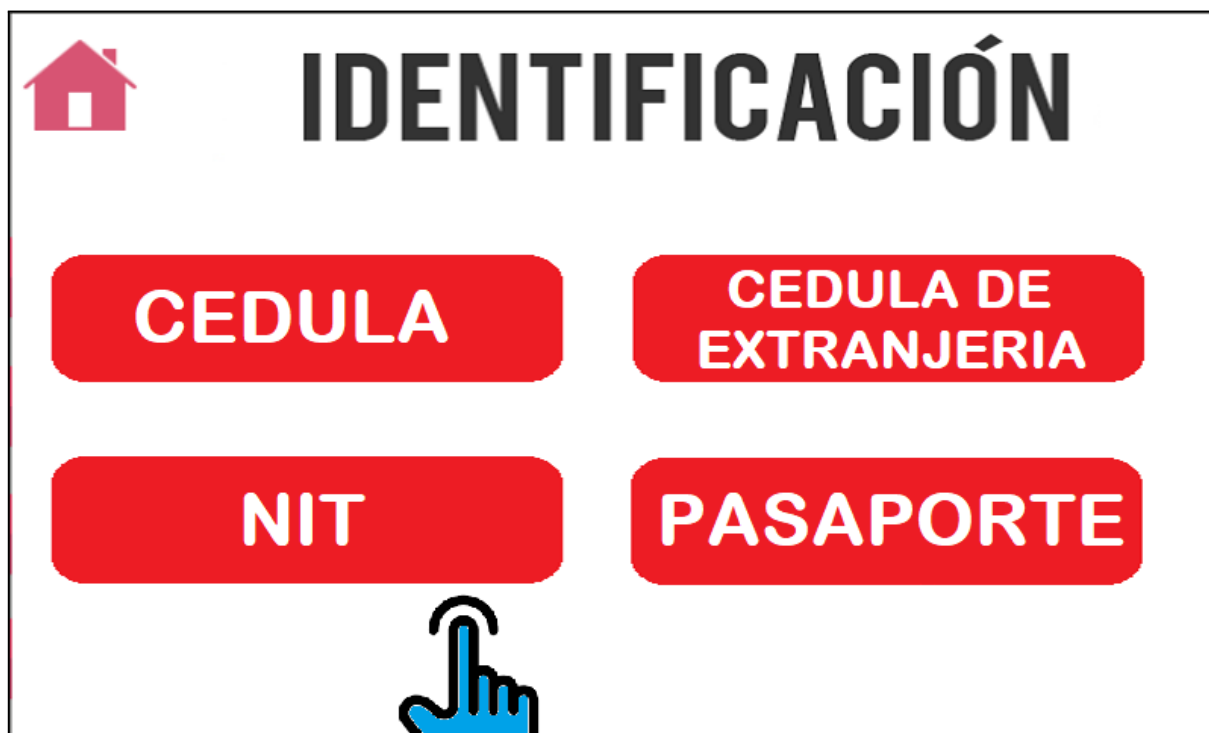 IDENTIFICACIÓN
CEDULA
CEDULA DE
EXTRANJERIA
NIT
PASAPORTE